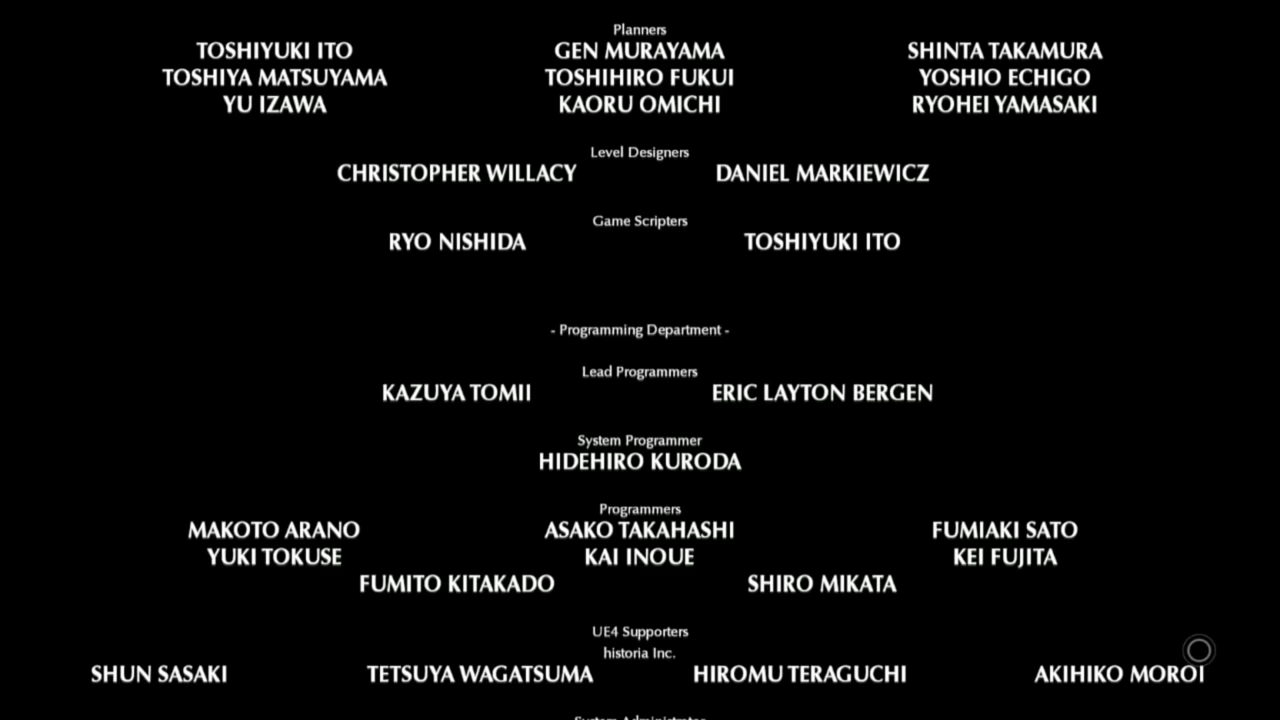 Planners
TOSHIYUKI ITO GEN MURAYAMA SHINTA TAKAMURA
TOSHIYA MATSUYAMA TOSHIHIRO FUKUI YOSHIO ECHIGO
YU IZAWA KAORU OMICHI RYOHEI YAMASAKI
Level Designers
CHRISTOPHER WILLACY DANIEL MARKIEWICZ
Game Scripters
RYO NISHIDA TOSHIYUKI ITO
- Programming Department -
Lead Programmers
KAZUYA TOMII ERIC LAYTON BERGEN
System Programmer
HIDEHIRO KURODA
Programmers
MAKOTO ARANO ASAKO TAKAHASHI FUMIAKI SATO
YUKI TOKUSE KAI INOUE KEI FUJITA
FUMITO KITAKADO SHIRO MIKATA
UE4 Supporters
historia Inc.
SHUN SASAKI TETSUYA WAGATSUMA HIROMU TERAGUCHI AKIHIKO MOROI
System Administrator